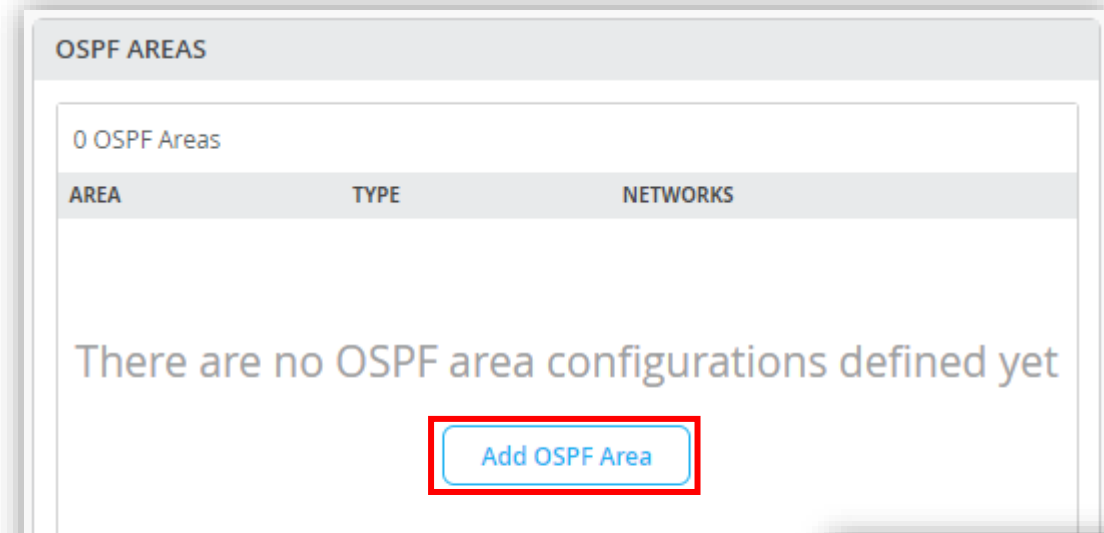 OSPF AREAS
0 OSPF Areas
AREA TYPE NETWORKS
There are no OSPF area configurations defined yet
Add OSPF Area